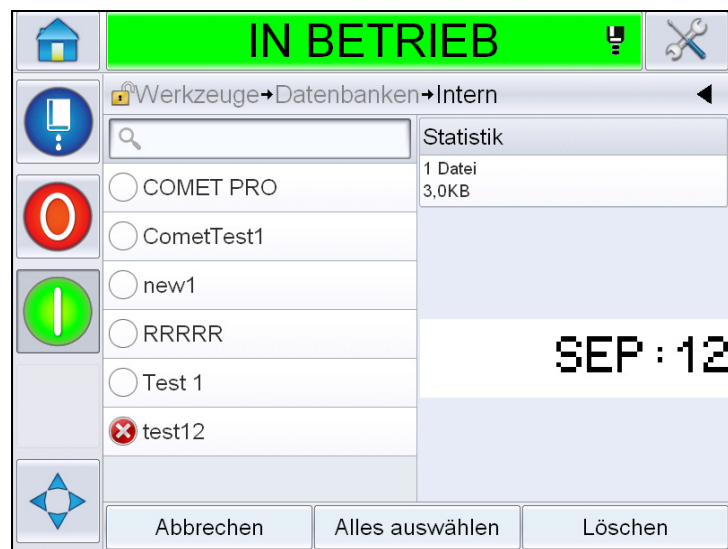 IN BETRIEB
Werkzeuge→Datenbanken→Intern
Statistik
1 Datei
3,0KB
COMET PRO
CometTest1
new1
RRRRR
Test 1
test12
SEP:12
Abbrechen
Alles auswählen
Löschen